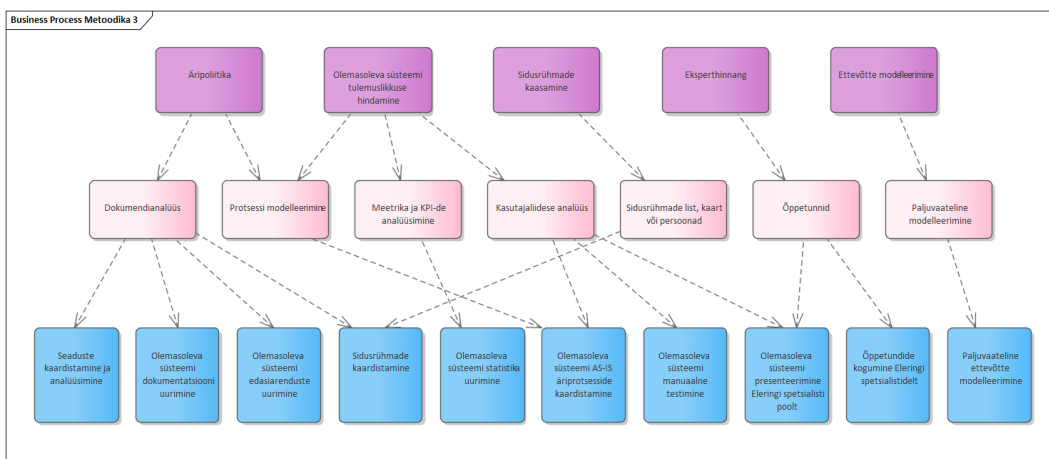 Business Process Metoodika 3
Äripoliitika
Olemasoleva süsteemi
tulemuslikkuse
hindamine
Sidusrühmade
kaasamine
Eksperthinnang
Ettevõtte modelleerimine
Dokumendianalüüs
Protsessi modelleerimine
Meetrika ja KPI-de
analüüsimine
Kasutajaliidese analüüs
Sidusrühmade list, kaart
või persoonad
Õppetunnid
Paljuvaateline
modelleerimine
Seaduste
kaardistamine ja
analüüsimine
Olemasoleva
süsteemi
dokumentatsiooni
uurimine
Olemasoleva
süsteemi
edasiarenduste
uurimine
Sidusrühmade
kaardistamine
Olemasoleva
süsteemi statistika
uurimine
Olemasoleva
süsteemi AS-IS
äriprotsesside
kaardistamine
Olemasoleva
süsteemi
manuaalne
testimine
Olemasoleva
süsteemi
presenteerimine
Eleringi spetsialisti
poolt
Õppetundide
kogumine Eleringi
spetsialistidelt
Paljuvaateline
ettevõtte
modelleerimine